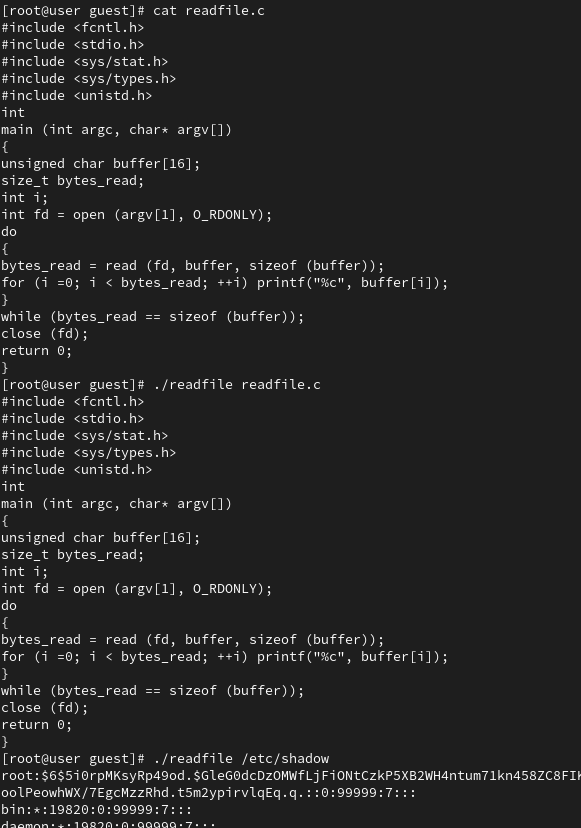 [root@user guest]# cat readfile.c
#include <fcntl.h>
#include <stdio.h>
#include <sys/stat.h>
#include <sys/types.h>
#include <unistd.h>
int
main (int argc, char* argv[])
{
unsigned char buffer[16];
size_t bytes_read;
int i;
int fd = open (argv[1], O_RDONLY);
do
{
bytes_read = read (fd, buffer, sizeof (buffer));
for (i =0; i < bytes_read; ++i) printf("%c", buffer[i]);
}
while (bytes_read == sizeof (buffer));
close (fd);
return 0;
}
[root@user guest]# ./readfile readfile.c
#include <fcntl.h>
#include <stdio.h>
#include <sys/stat.h>
#include <sys/types.h>
#include <unistd.h>
int
main (int argc, char* argv[])
{
unsigned char buffer[16];
size_t bytes_read;
int i;
int fd = open (argv[1], O_RDONLY);
do
{
bytes_read = read (fd, buffer, sizeof (buffer));
for (i =0; i < bytes_read; ++i) printf("%c", buffer[i]);
}
while (bytes_read == sizeof (buffer));
close (fd);
return 0;
}
[root@user guest]# ./readfile /etc/shadow
root:$6$5i0rpMKsyRp49od.$GleG0dcDzOMWfLjFiONtCzkP5XB2WH4ntum71kn458ZC8FIK
oolPeowhWX/7EgcMzzRhd.t5m2ypirvlqEq.q.::0:99999:7:::
bin:*:19820:0:99999:7:::
daemon:*:19820:0:99999:7:::